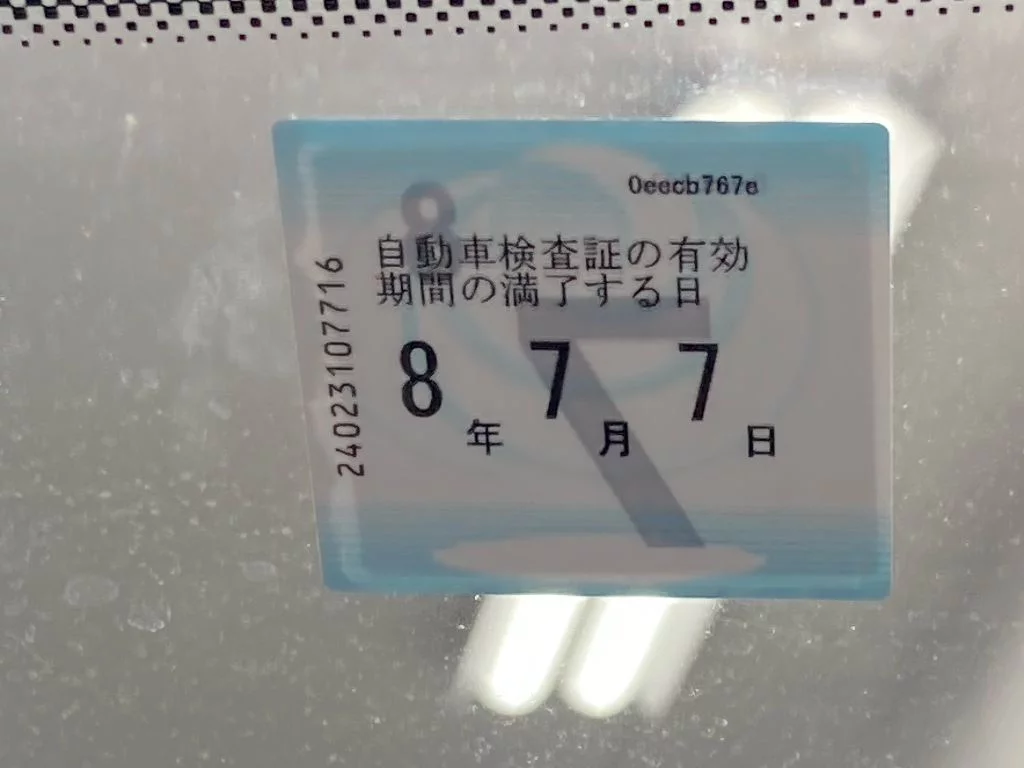 0eecb767e
自動車検査証の有効
期間の満了する日
8年 7月 7日
24023107716